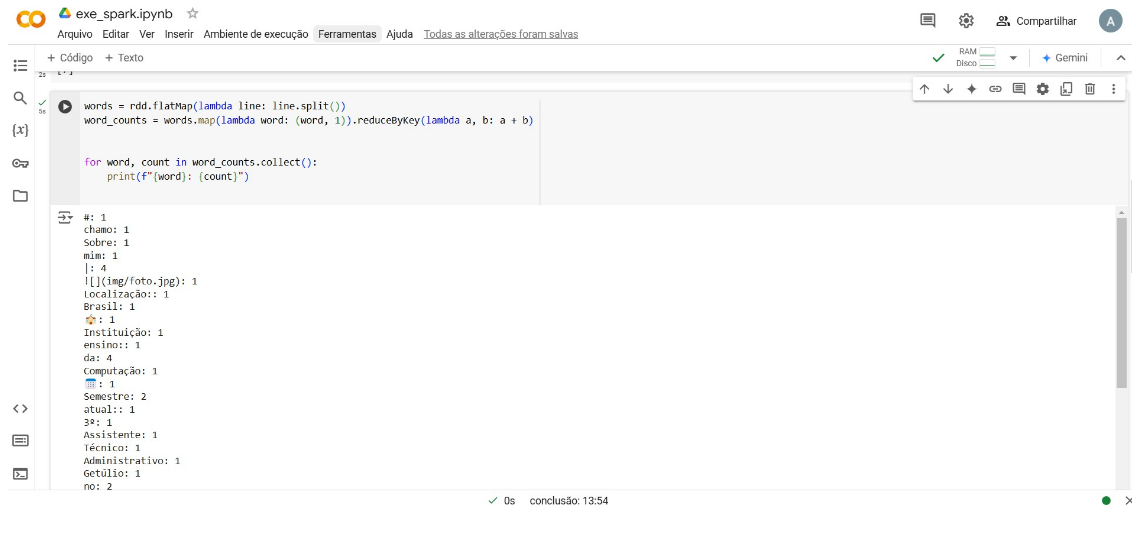 exe_spark.ipynb
Arquivo Editar Ver Inserir Ambiente de execução Ferramentas Ajuda Todas as alterações foram salvas
Compartilhar
A
+ Código + Texto
RAM
Disco
Gemini
2s
{x}
5s
words = rdd.flatMap(lambda line: line.split())
word_counts = words.map(lambda word: (word, 1)).reduceByKey(lambda a, b: a + b)
for word, count in word_counts.collect():
print(f"{word}: {count}")
#: 1
chamo: 1
Sobre: 1
mim: 1
|: 4
![](img/foto.jpg): 1
Localização:: 1
Brasil: 1
🏠: 1
Instituição: 1
ensino:: 1
da: 4
Computação: 1
📅: 1
Semestre: 2
atual:: 1
3º: 1
Assistente: 1
Técnico: 1
Administrativo: 1
Getúlio: 1
no: 2
0s conclusão: 13:54